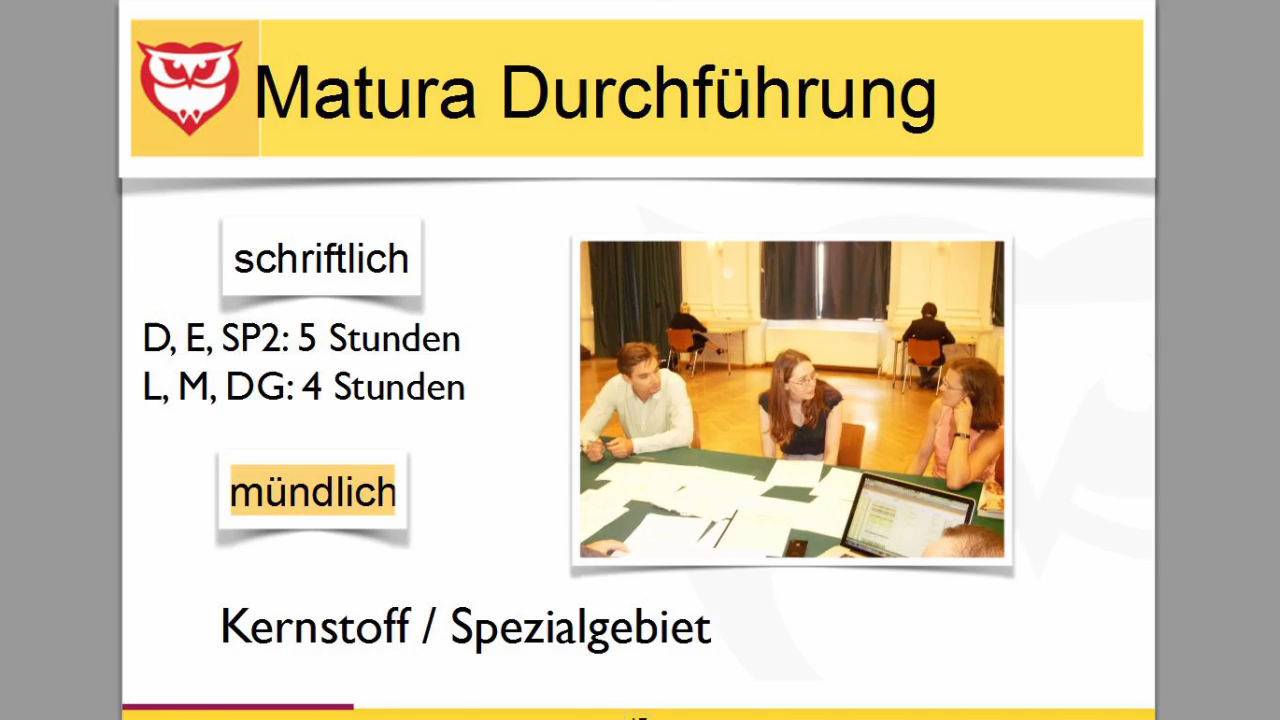 Matura Durchführung
schriftlich
D, E, SP2: 5 Stunden
L, M, DG: 4 Stunden
mündlich
Kernstoff / Spezialgebiet